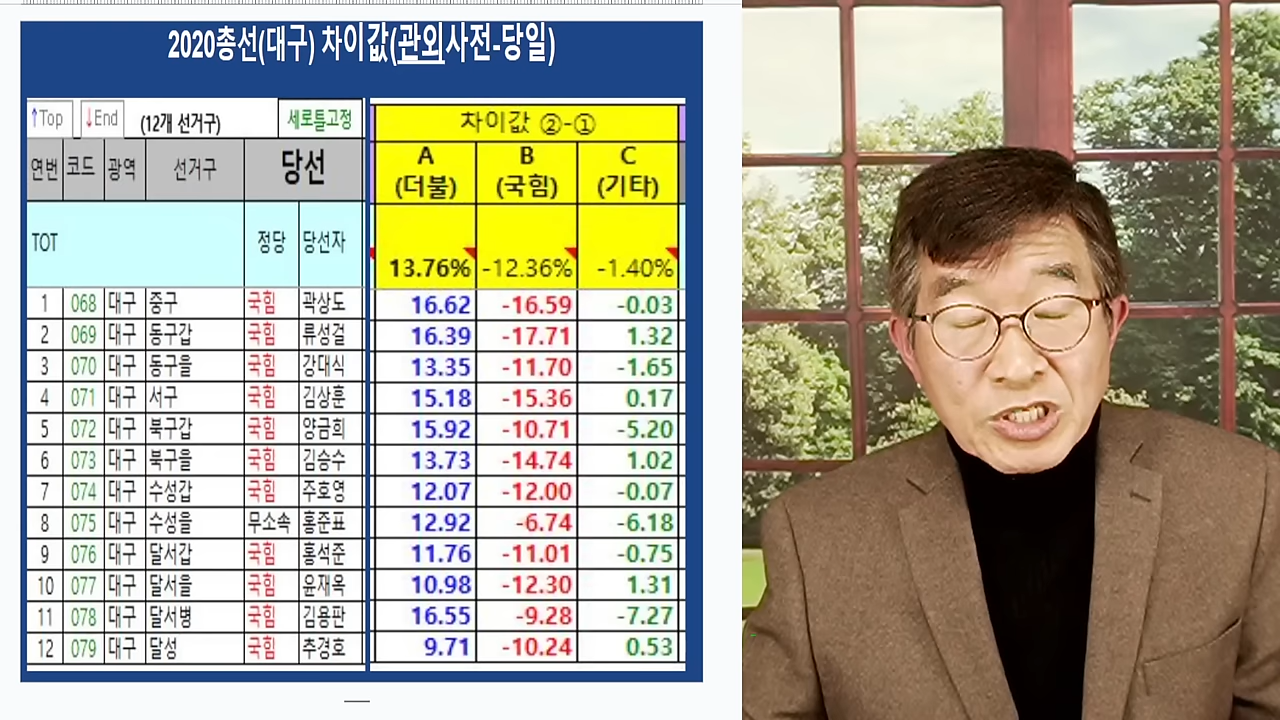 2020총선(대구) 차이값(관외사전-당일)
↑Top ↓End (12개 선거구) 세로틀고정 차이값 ②-①
연번 코드 광역 선거구 당선 A (더불) B (국힘) C (기타)
TOT 정당 당선자 13.76% -12.36% -1.40%
1 068 대구 중구 국힘 곽상도 16.62 -16.59 -0.03
2 069 대구 동구갑 국힘 류성걸 16.39 -17.71 1.32
3 070 대구 동구을 국힘 강대식 13.35 -11.70 -1.65
4 071 대구 서구 국힘 김상훈 15.18 -15.36 0.17
5 072 대구 북구갑 국힘 양금희 15.92 -10.71 -5.20
6 073 대구 북구을 국힘 김승수 13.73 -14.74 1.02
7 074 대구 수성갑 국힘 주호영 12.07 -12.00 -0.07
8 075 대구 수성을 무소속 홍준표 12.92 -6.74 -6.18
9 076 대구 달서갑 국힘 홍석준 11.76 -11.01 -0.75
10 077 대구 달서을 국힘 윤재옥 10.98 -12.30 1.31
11 078 대구 달서병 국힘 김용판 16.55 -9.28 -7.27
12 079 대구 달성 국힘 추경호 9.71 -10.24 0.53